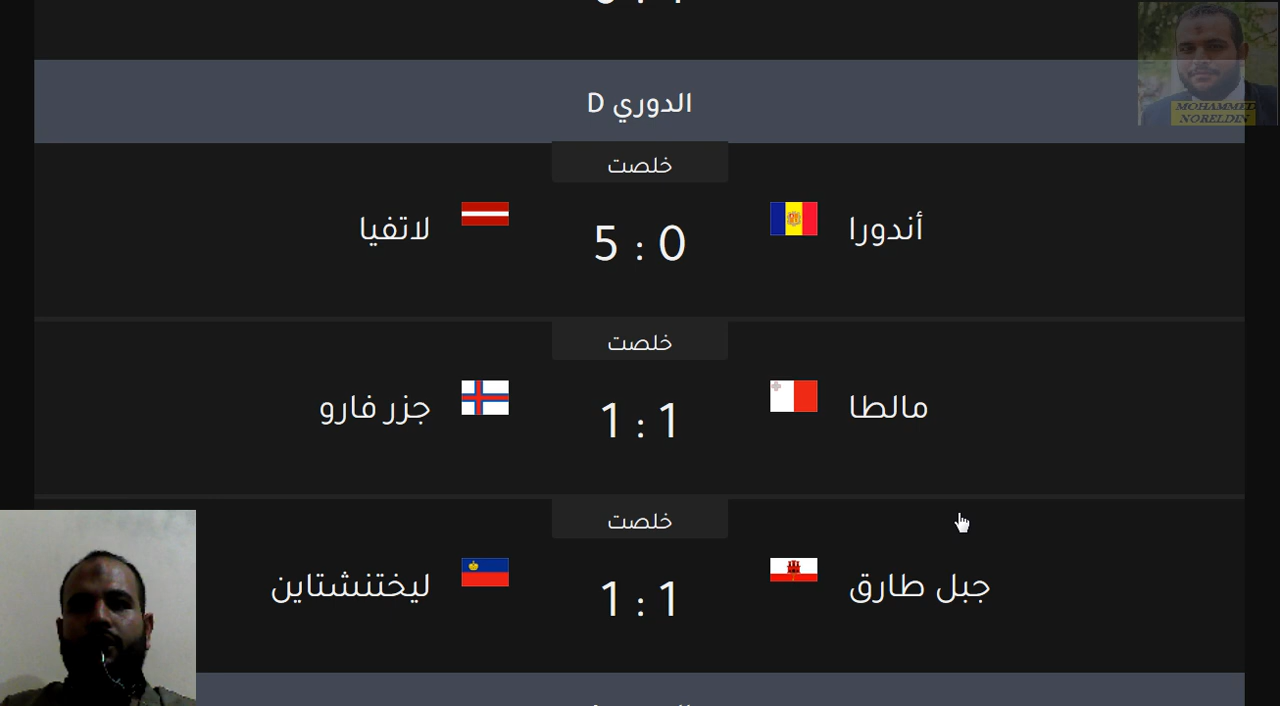 MOHAMMED
NORELDIN
الدوري D
خلصت
أندورا
5 : 0
لاتفيا
خلصت
مالطا
1 : 1
جزر فارو
خلصت
جبل طارق
1 : 1
ليختنشتاين